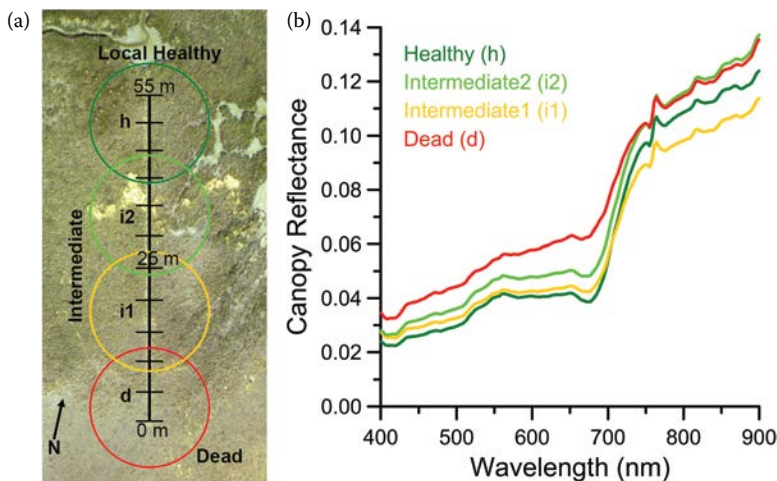 (a)
Local Healthy
55 m
h
i2
Intermediate
26 m
i1
d
0 m
N
Dead
(b)
Healthy (h)
Intermediate2 (i2)
Intermediate1 (i1)
Dead (d)
Canopy Reflectance
0.14
0.12
0.10
0.08
0.06
0.04
0.02
0.00
400 500 600 700 800 900
Wavelength (nm)